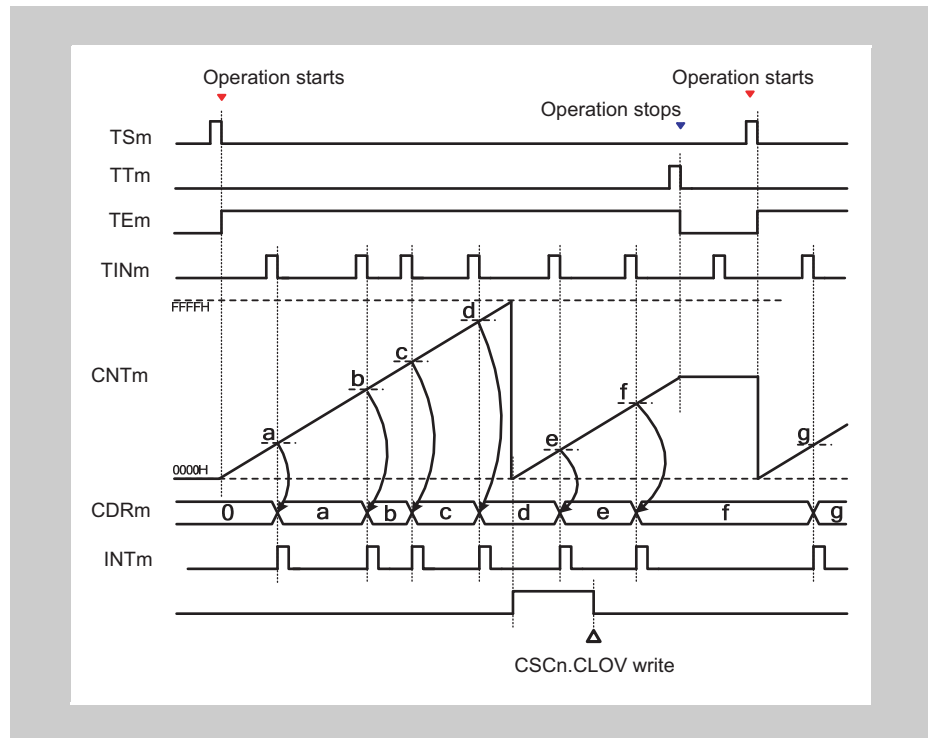 Operation starts
Operation starts
Operation stops
TSm
TTm
TEm
TINm
FFFFH
d
c
CNTm
b
f
a
e
g
0000H
CDRm 0 a b c d e f g
INTm
CSCn.CLOV write